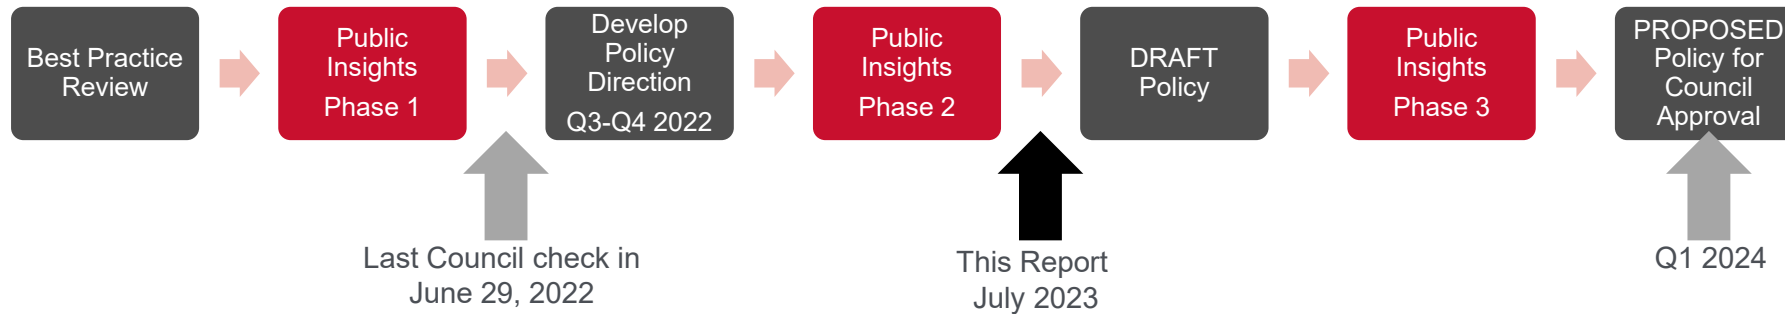 Best Practice
Review
Public
Insights
Phase 1
Develop
Policy
Direction
Q3-Q4 2022
Public
Insights
Phase 2
DRAFT
Policy
Public
Insights
Phase 3
PROPOSED
Policy for
Council
Approval
Last Council check in
June 29, 2022
This Report
July 2023
Q1 2024